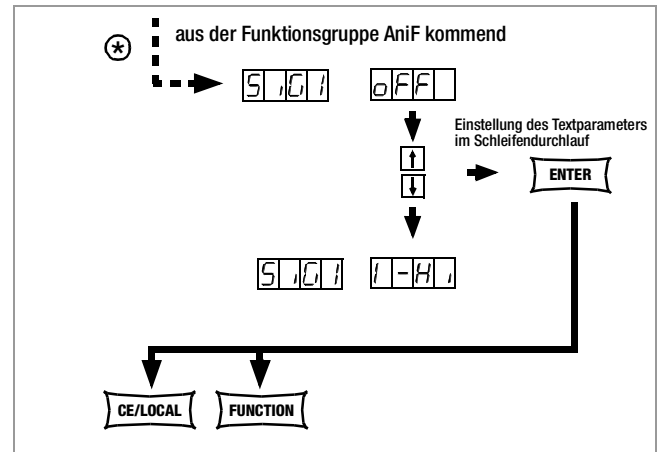 aus der Funktionsgruppe AniF kommend
SiG1 oFF
Einstellung des Textparameters
im Schleifendurchlauf
ENTER
SiG1 I-Hi
CE/LOCAL FUNCTION